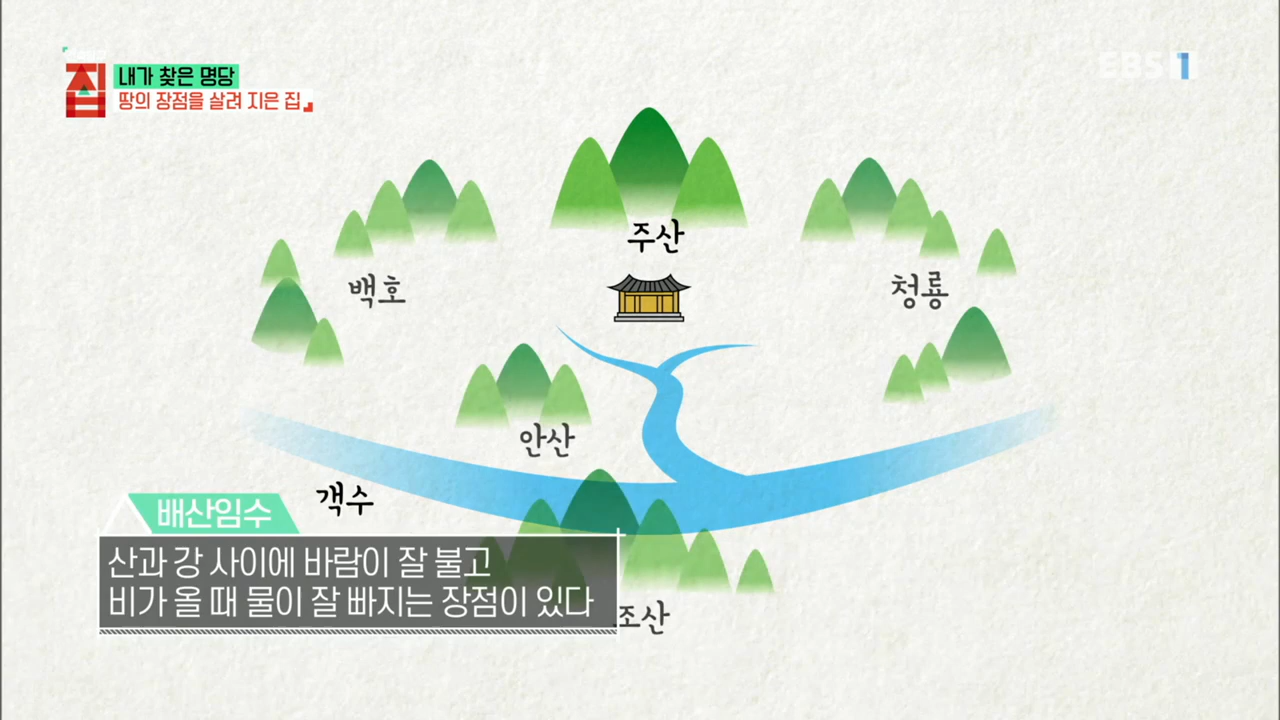 집
내가 찾은 명당
땅의 장점을 살려 지은 집
EBS 1
주산
백호
청룡
안산
객수
배산임수
산과 강 사이에 바람이 잘 불고
비가 올 때 물이 잘 빠지는 장점이 있다
조산